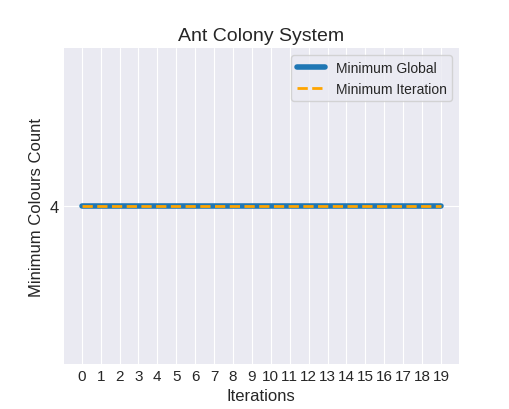 Ant Colony System
Minimum Global
Minimum Iteration
Minimum Colours Count
4
0 1 2 3 4 5 6 7 8 9 10 11 12 13 14 15 16 17 18 19
Iterations